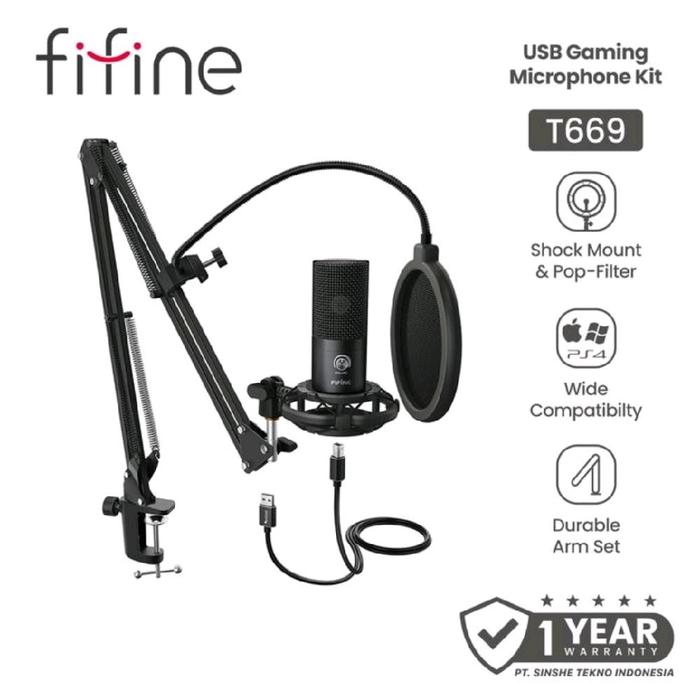 fifine
USB Gaming
Microphone Kit
T669
Shock Mount
& Pop-Filter
FIFINE
PS4
Wide
Compatibilty
Durable
Arm Set
1 YEAR
WARRANTY
PT. SINSHE TEKNO INDONESIA